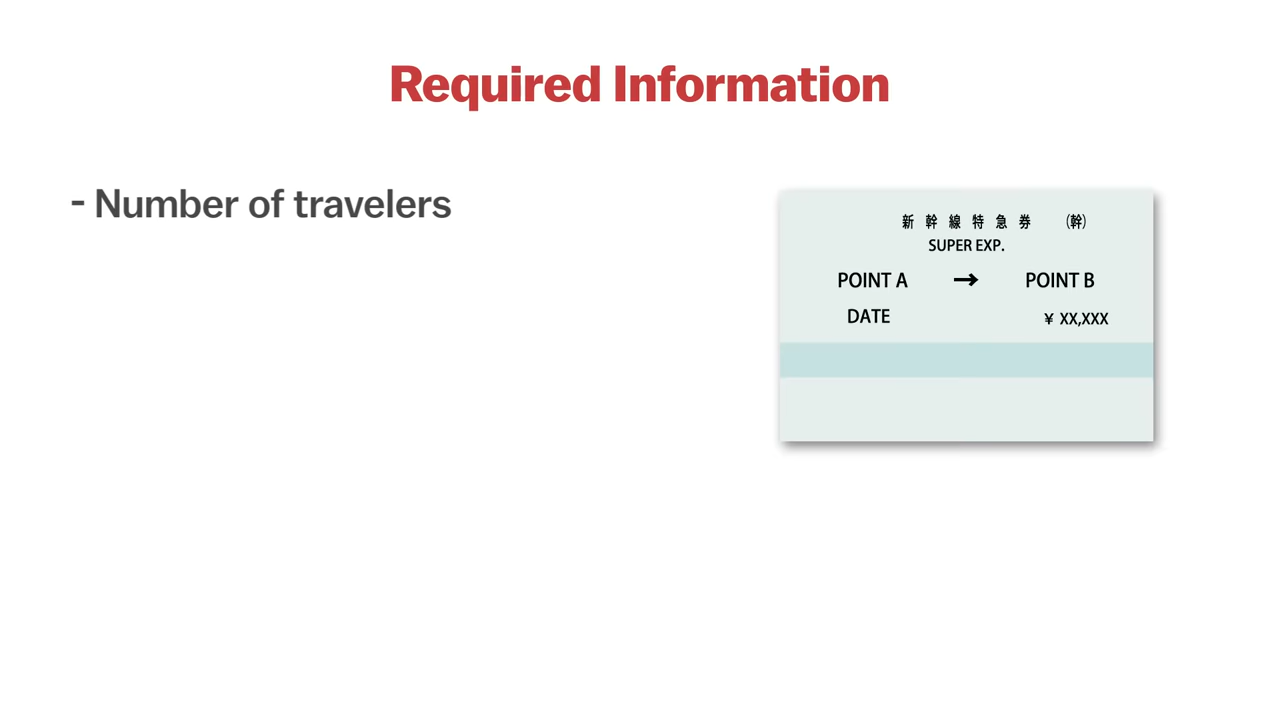 Required Information
- Number of travelers
新幹線特急券 (幹)
SUPER EXP.
POINT A → POINT B
DATE ¥ XX,XXX